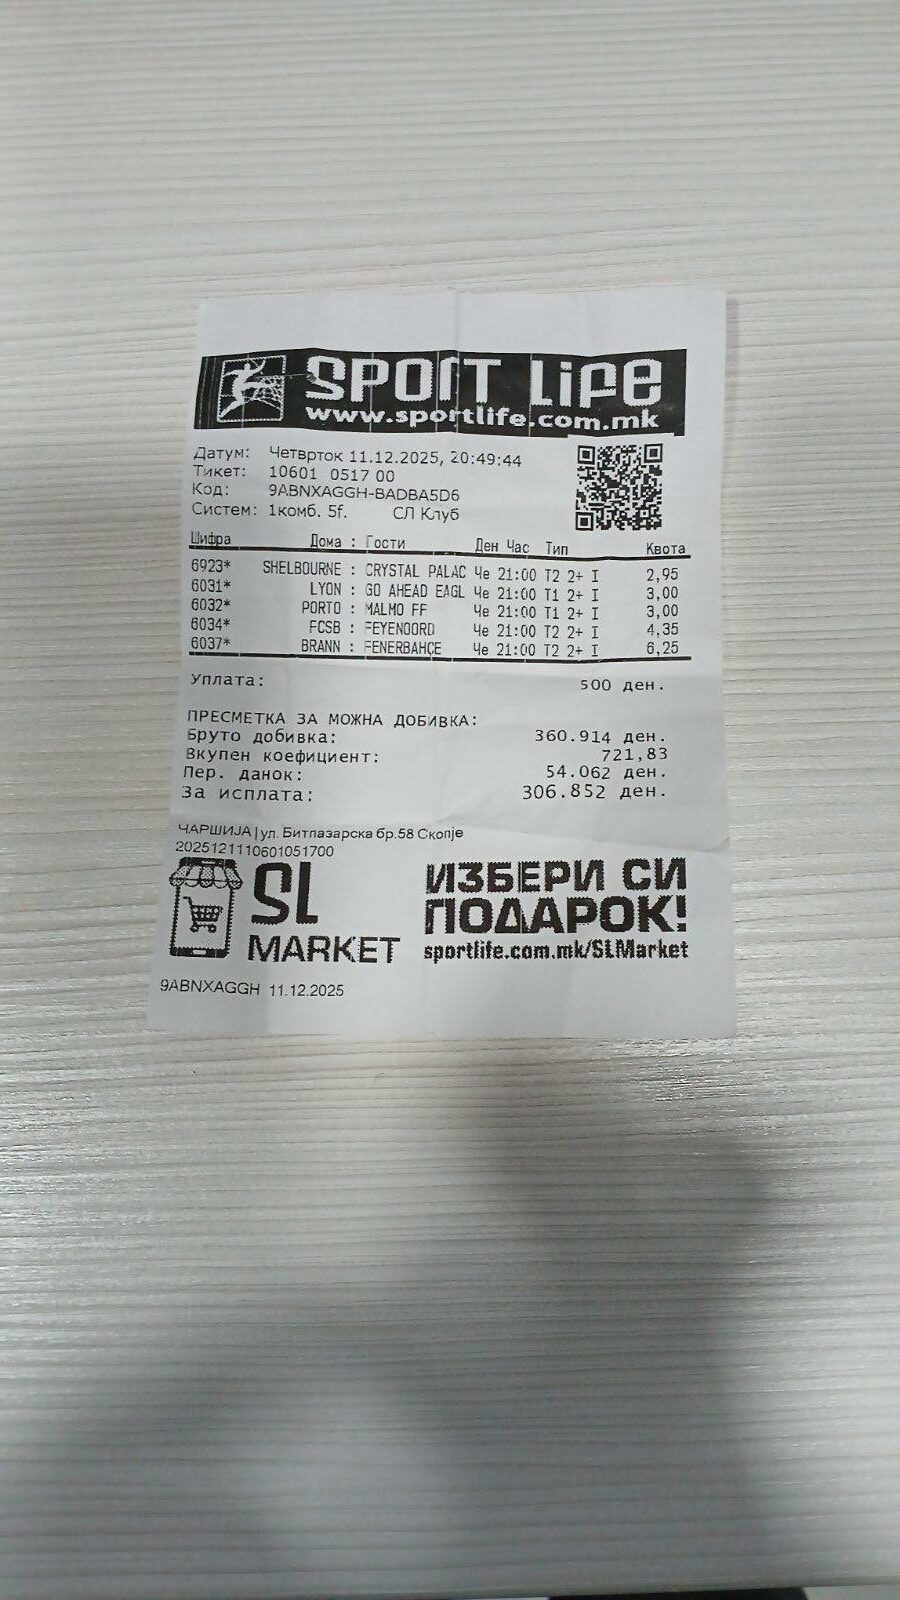 SPORT LIFE
www.sportlife.com.mk
Датум: Четврток 11.12.2025, 20:49:44
Тикет: 10601 0517 00
Код: 9ABNXAGGH-BADBA5D6
Систем: 1комб. 5f. СЛ Клуб
Шифра Дома : Гости Ден Час Тип Квота
6923* SHELBOURNE : CRYSTAL PALAC Че 21:00 T2 2+ I 2,95
6031* LYON : GO AHEAD EAGL Че 21:00 T1 2+ I 3,00
6032* PORTO : MALMO FF Че 21:00 T1 2+ I 3,00
6034* FCSB : FEYENOORD Че 21:00 T2 2+ I 4,35
6037* BRANN : FENERBAHÇE Че 21:00 T2 2+ I 6,25
Уплата: 500 ден.
ПРЕСМЕТКА ЗА МОЖНА ДОБИВКА:
Бруто добивка: 360.914 ден.
Вкупен коефициент: 721,83
Пер. данок: 54.062 ден.
За исплата: 306.852 ден.
ЧАРШИЈА | ул. Битпазарска бр.58 Скопје
2025121110601051700
SL MARKET
ИЗБЕРИ СИ
ПОДАРОК!
sportlife.com.mk/SLMarket
9ABNXAGGH 11.12.2025